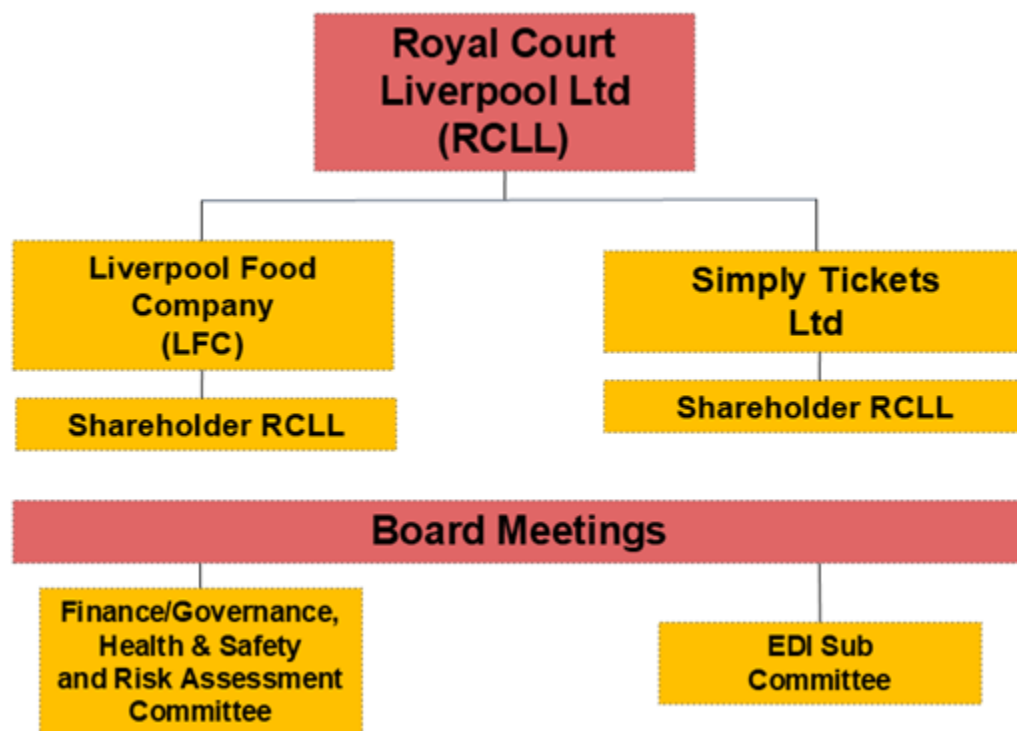 Royal Court
Liverpool Ltd
(RCLL)
Liverpool Food
Company
(LFC)
Simply Tickets
Ltd
Shareholder RCLL
Shareholder RCLL
Board Meetings
Finance/Governance,
Health & Safety
and Risk Assessment
Committee
EDI Sub
Committee